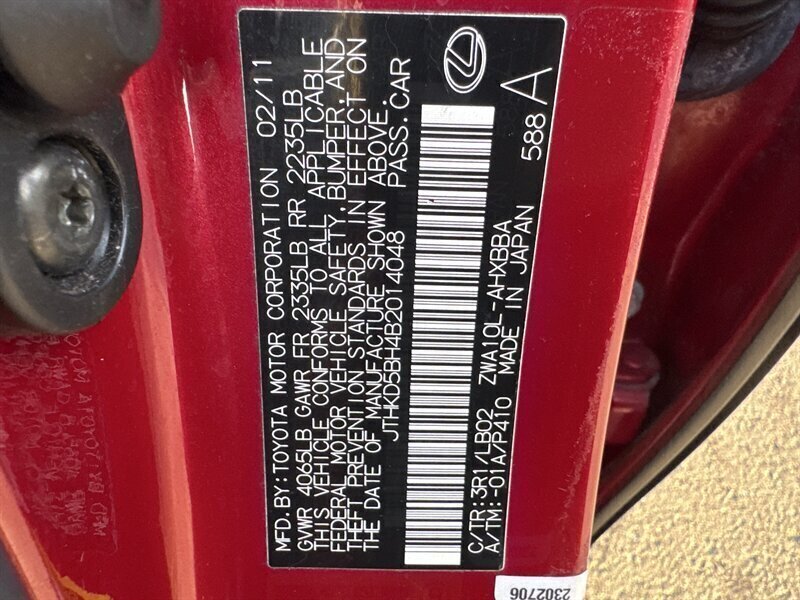 MFD.BY:TOYOTA MOTOR CORPORATION 02/11
GVWR 4065LB GAWR FR 2335LB RR 2235LB
THIS VEHICLE CONFORMS TO ALL APPLICABLE
FEDERAL MOTOR VEHICLE SAFETY,BUMPER,AND
THEFT PREVENTION STANDARDS IN EFFECT ON
THE DATE OF MANUFACTURE SHOWN ABOVE.
JTHKD5BH4B2014048 PASS.CAR
C/TR:3R1/LB02 ZWA10L-AHXBBA 588 A
A/TM:-01A/P410 MADE IN JAPAN
2302706